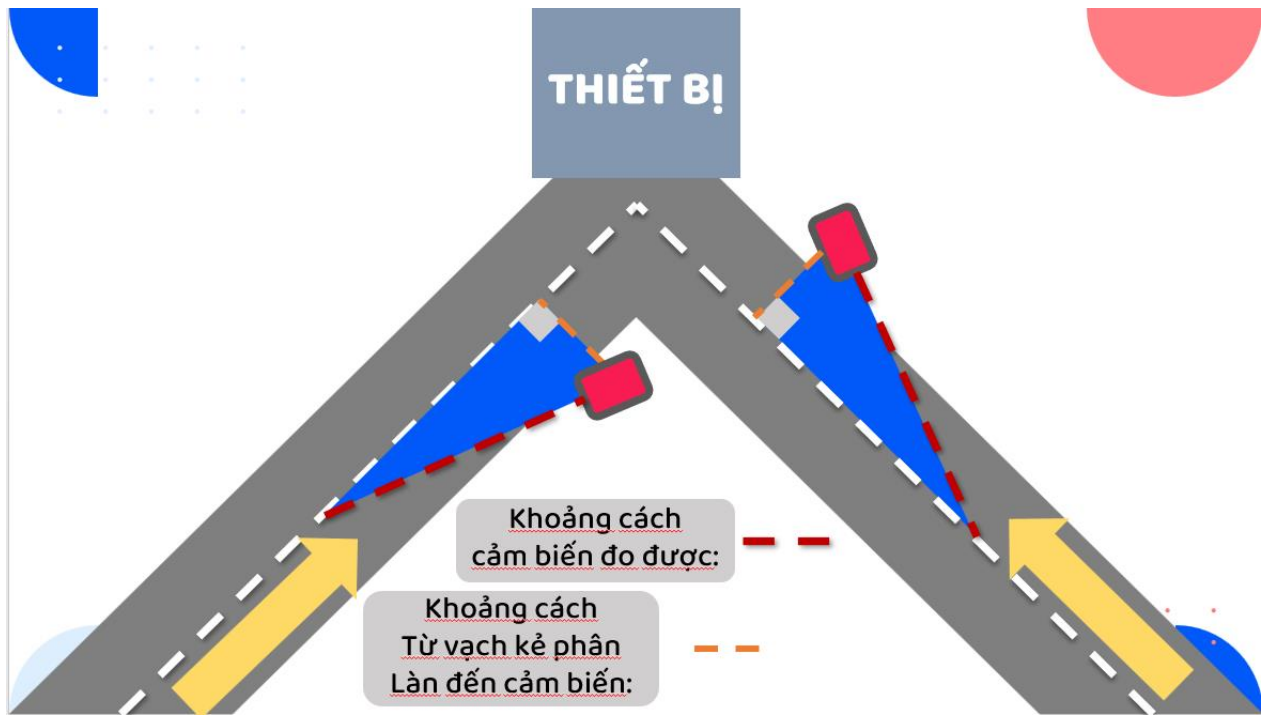 THIẾT BỊ
Khoảng cách
cảm biến đo được:
Khoảng cách
Từ vạch kẻ phân
Làn đến cảm biến: